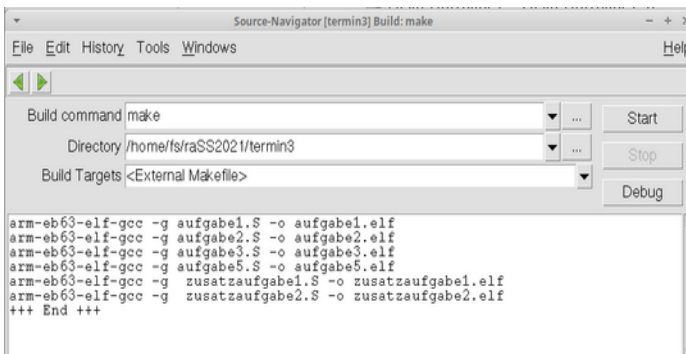 Source-Navigator [termin3] Build: make
File Edit History Tools Windows Help
Build command make ... Start
Directory /home/fs/raSS2021/termin3 ... Stop
Build Targets <External Makefile>
Debug
arm-eb63-elf-gcc -g aufgabe1.S -o aufgabe1.elf
arm-eb63-elf-gcc -g aufgabe2.S -o aufgabe2.elf
arm-eb63-elf-gcc -g aufgabe3.S -o aufgabe3.elf
arm-eb63-elf-gcc -g aufgabe5.S -o aufgabe5.elf
arm-eb63-elf-gcc -g  zusatzaufgabe1.S -o zusatzaufgabe1.elf
arm-eb63-elf-gcc -g  zusatzaufgabe2.S -o zusatzaufgabe2.elf
+++ End +++